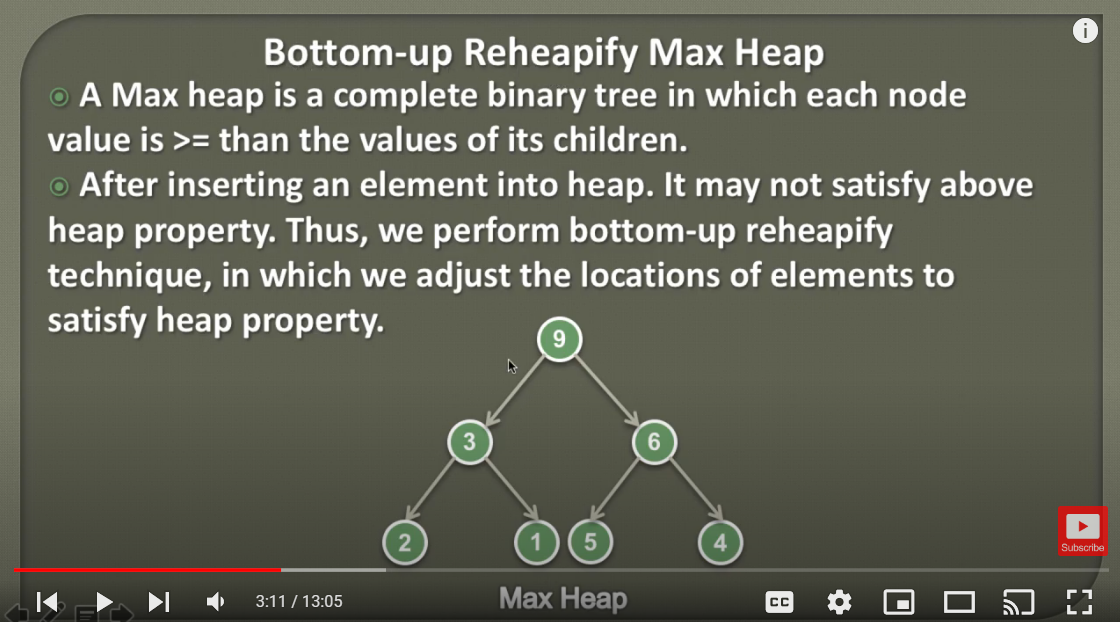 Bottom-up Reheapify Max Heap
A Max heap is a complete binary tree in which each node
value is >= than the values of its children.
After inserting an element into heap. It may not satisfy above
heap property. Thus, we perform bottom-up reheapify
technique, in which we adjust the locations of elements to
satisfy heap property.
9
3 6
2 1 5 4
Subscribe
3:11 / 13:05
Max Heap
CC
i